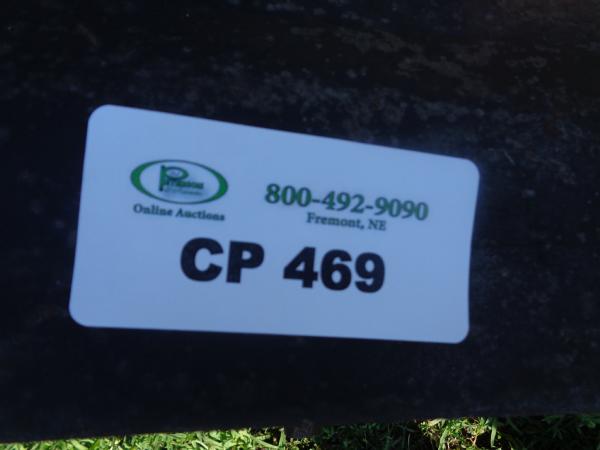 Online Auctions
800-492-9090
Fremont, NE
CP 469